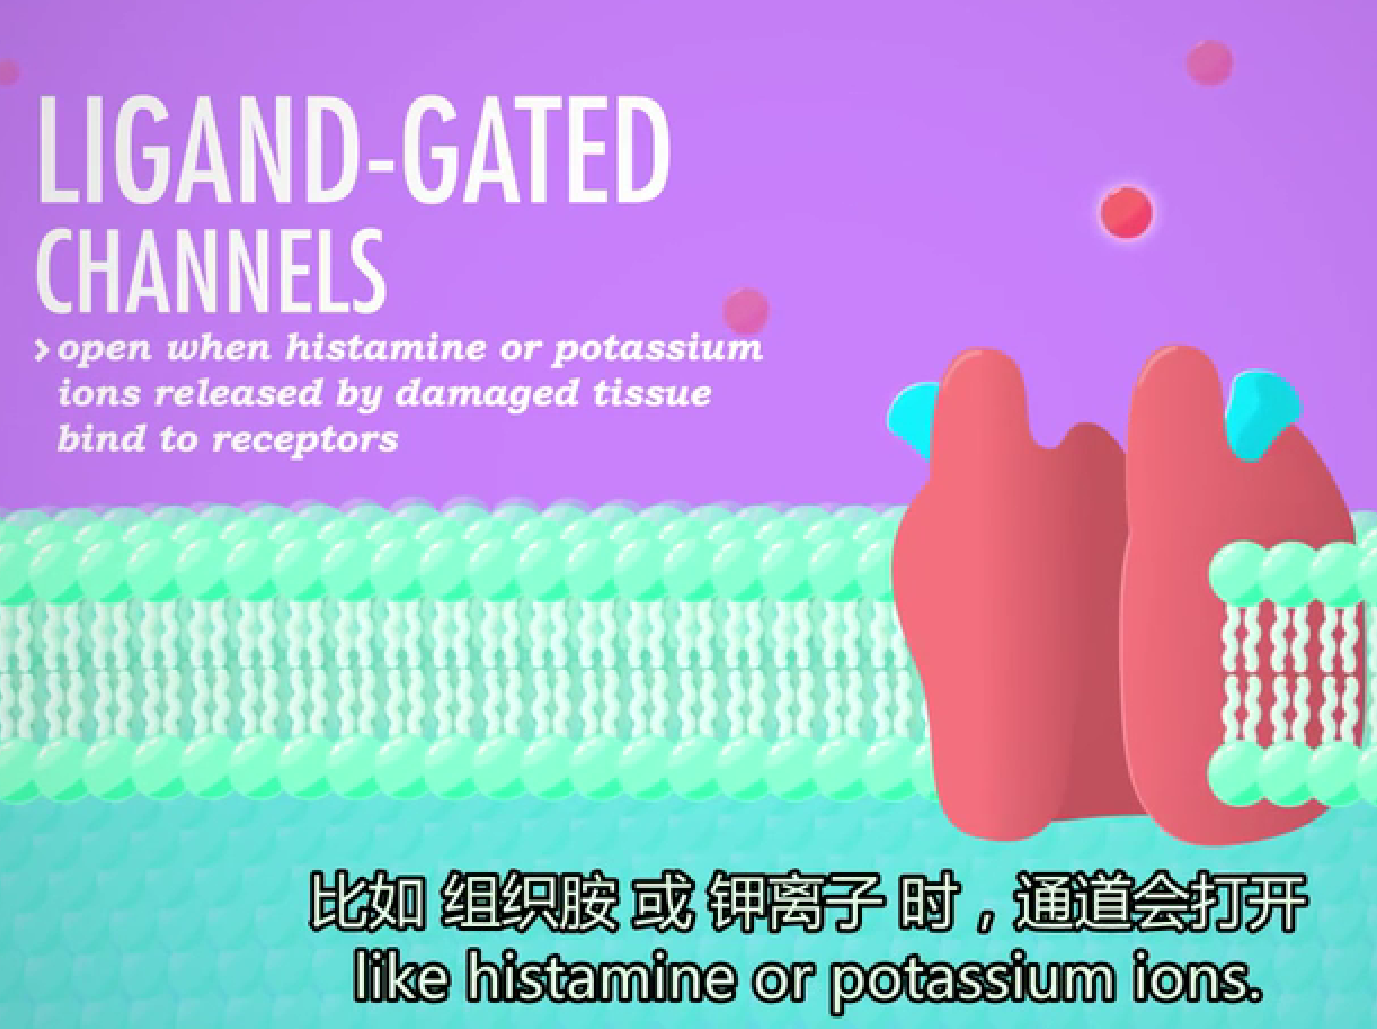 LIGAND-GATED
CHANNELS
› open when histamine or potassium
ions released by damaged tissue
bind to receptors
比如 组织胺 或 钾离子 时，通道会打开
like histamine or potassium ions.